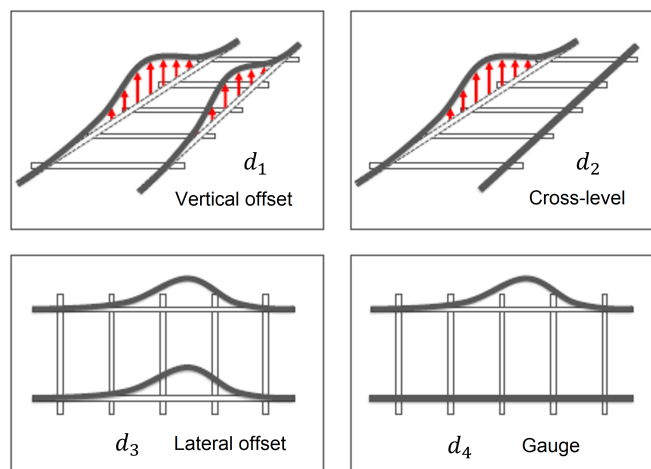 d₁
Vertical offset
d₂
Cross-level
d₃ Lateral offset
d₄ Gauge